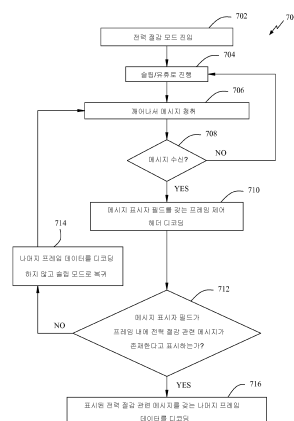 702
70
전력 절감 모드 진입
704
슬립/유휴로 진행
706
깨어나서 메시지 청취
708
메시지 수신?
NO
YES
710
메시지 표시자 필드를 갖는 프레임 제어
헤더 디코딩
714
나머지 프레임 데이터를 디코딩
하지 않고 슬립 모드로 복귀
712
메시지 표시자 필드가
프레임 내에 전력 절감 관련 메시지가
존재한다고 표시하는가?
NO
YES
716
표시된 전력 절감 관련 메시지를 갖는 나머지 프레임
데이터를 디코딩